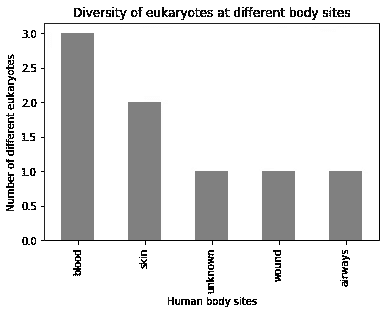 Diversity of eukaryotes at different body sites
Number of different eukaryotes
3.0
2.5
2.0
1.5
1.0
0.5
0.0
blood
skin
unknown
wound
airways
Human body sites